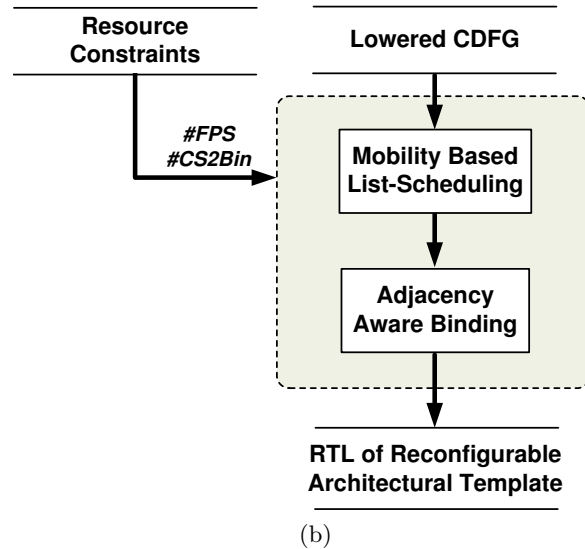 Resource
Constraints
Lowered CDFG
#FPS
#CS2Bin
Mobility Based
List-Scheduling
Adjacency
Aware Binding
RTL of Reconfigurable
Architectural Template
(b)